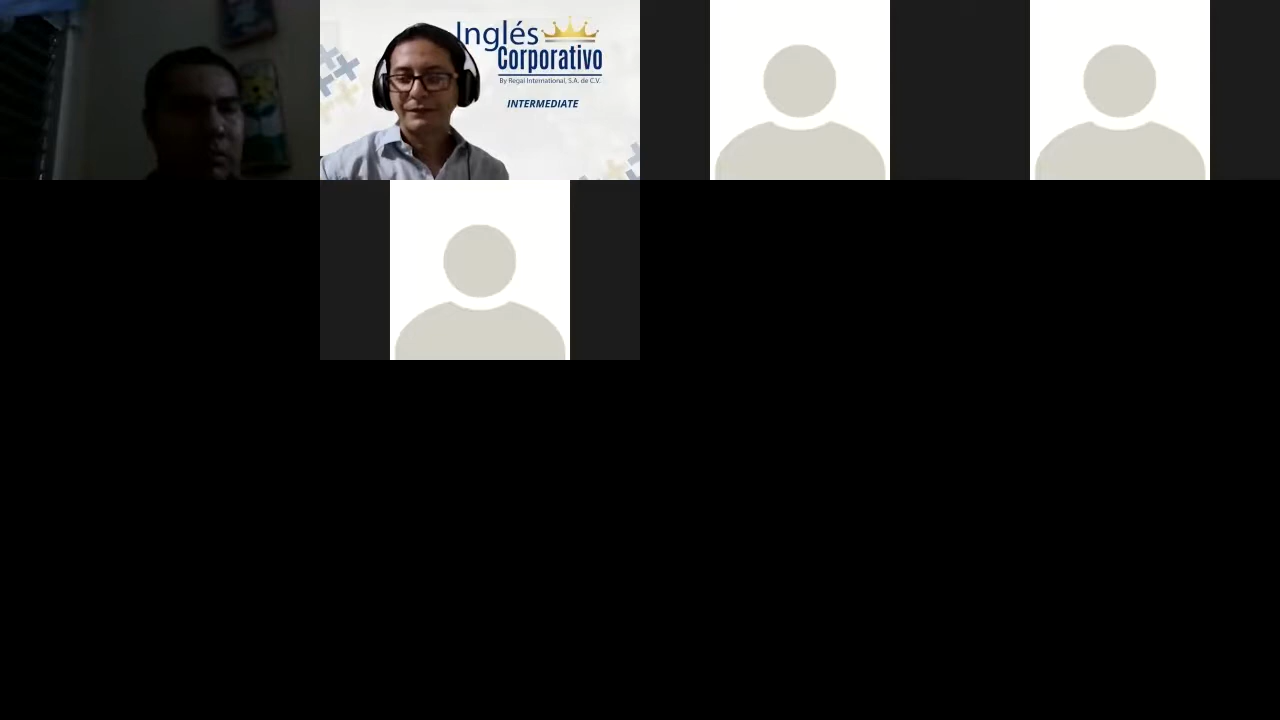 Inglés
Corporativo
By Regal International, S.A. de C.V.
INTERMEDIATE